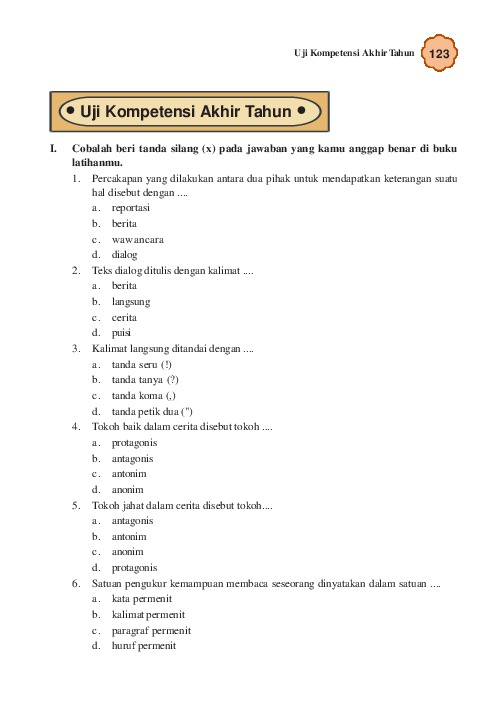 Uji Kompetensi Akhir Tahun 123
• Uji Kompetensi Akhir Tahun •
I. Cobalah beri tanda silang (x) pada jawaban yang kamu anggap benar di buku
latihanmu.
1. Percakapan yang dilakukan antara dua pihak untuk mendapatkan keterangan suatu
hal disebut dengan ....
a. reportasi
b. berita
c. wawancara
d. dialog
2. Teks dialog ditulis dengan kalimat ....
a. berita
b. langsung
c. cerita
d. puisi
3. Kalimat langsung ditandai dengan ....
a. tanda seru (!)
b. tanda tanya (?)
c. tanda koma (,)
d. tanda petik dua (")
4. Tokoh baik dalam cerita disebut tokoh ....
a. protagonis
b. antagonis
c. antonim
d. anonim
5. Tokoh jahat dalam cerita disebut tokoh....
a. antagonis
b. antonim
c. anonim
d. protagonis
6. Satuan pengukur kemampuan membaca seseorang dinyatakan dalam satuan ....
a. kata permenit
b. kalimat permenit
c. paragraf permenit
d. huruf permenit